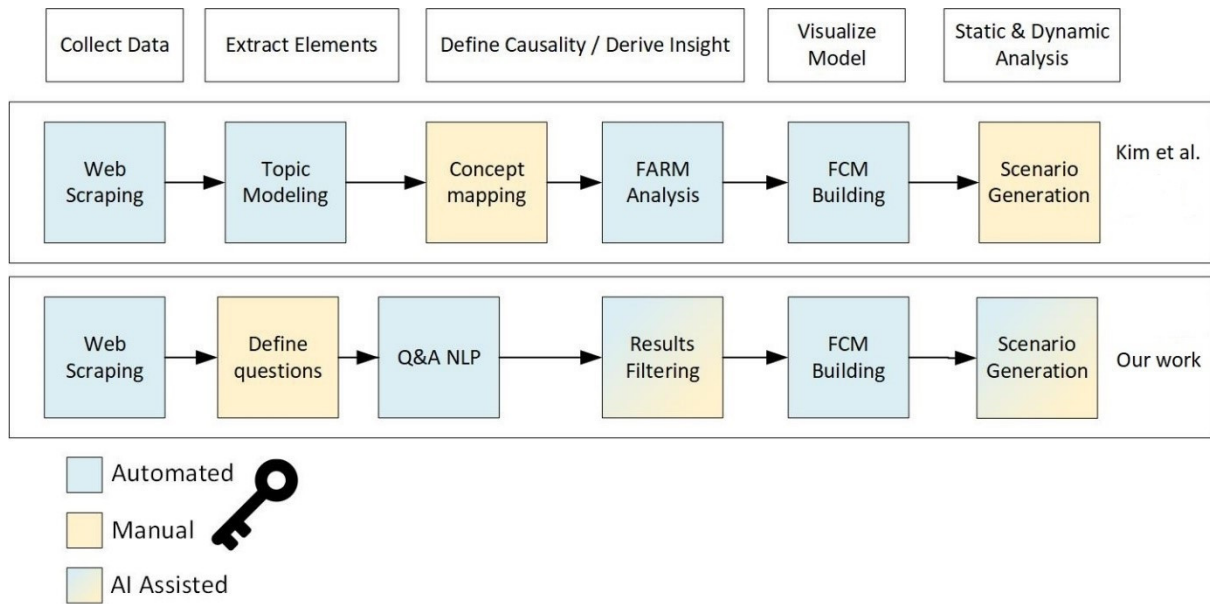 Collect Data
Extract Elements
Define Causality / Derive Insight
Visualize
Model
Static & Dynamic
Analysis
Web
Scraping
Topic
Modeling
Concept
mapping
FARM
Analysis
FCM
Building
Scenario
Generation
Kim et al.
Web
Scraping
Define
questions
Q&A NLP
Results
Filtering
FCM
Building
Scenario
Generation
Our work
Automated
Manual
AI Assisted